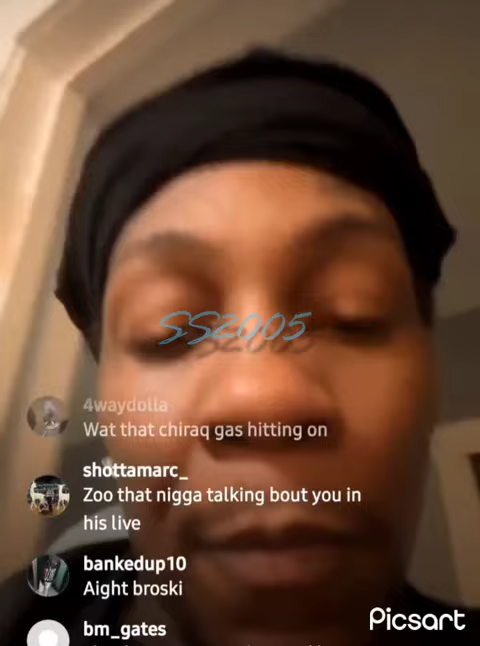 SS2005
4waydolla
Wat that chiraq gas hitting on
shottamarc_
Zoo that nigga talking bout you in
his live
bankedup10
Aight broski
bm_gates
Picsart